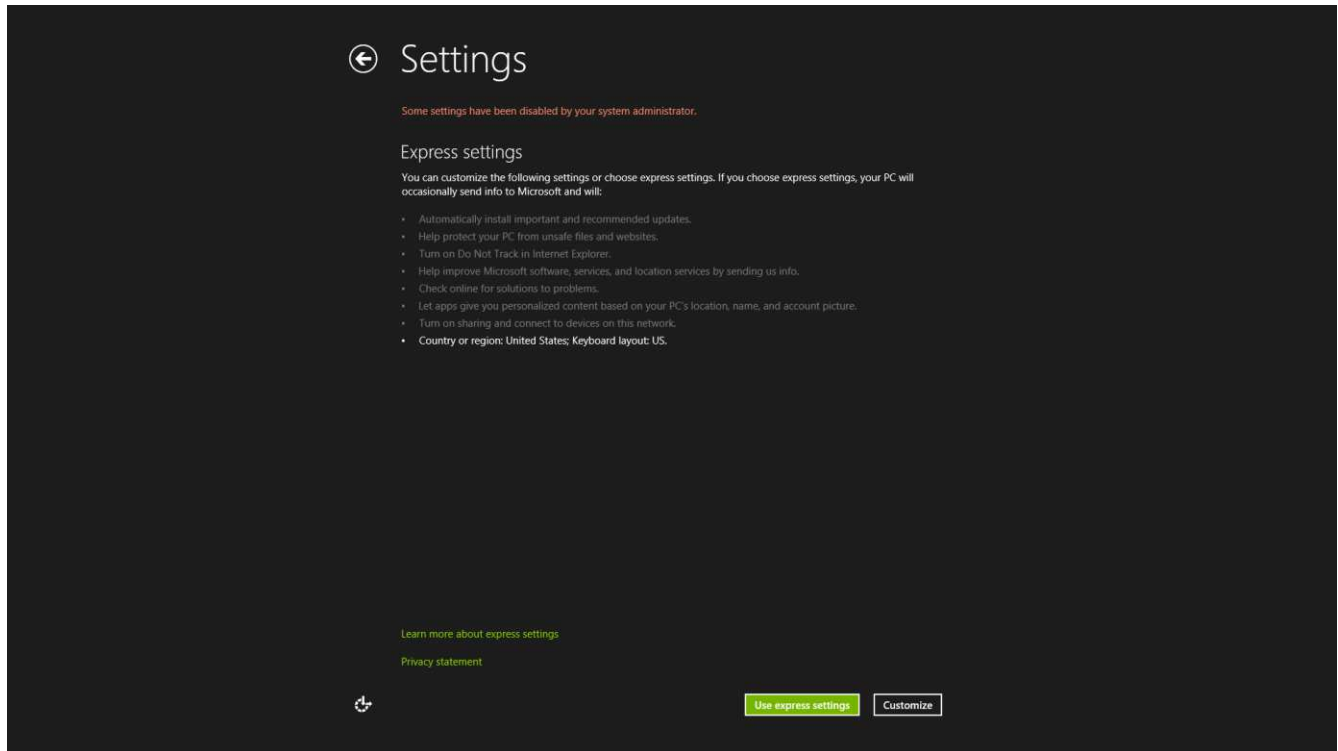 Settings
Some settings have been disabled by your system administrator.
Express settings
You can customize the following settings or choose express settings. If you choose express settings, your PC will
occasionally send info to Microsoft and will:
• Automatically install important and recommended updates.
• Help protect your PC from unsafe files and websites.
• Turn on Do Not Track in Internet Explorer.
• Help improve Microsoft software, services, and location services by sending us info.
• Check online for solutions to problems.
• Let apps give you personalized content based on your PC's location, name, and account picture.
• Turn on sharing and connect to devices on this network.
• Country or region: United States; Keyboard layout: US.
Learn more about express settings
Privacy statement
Use express settings
Customize